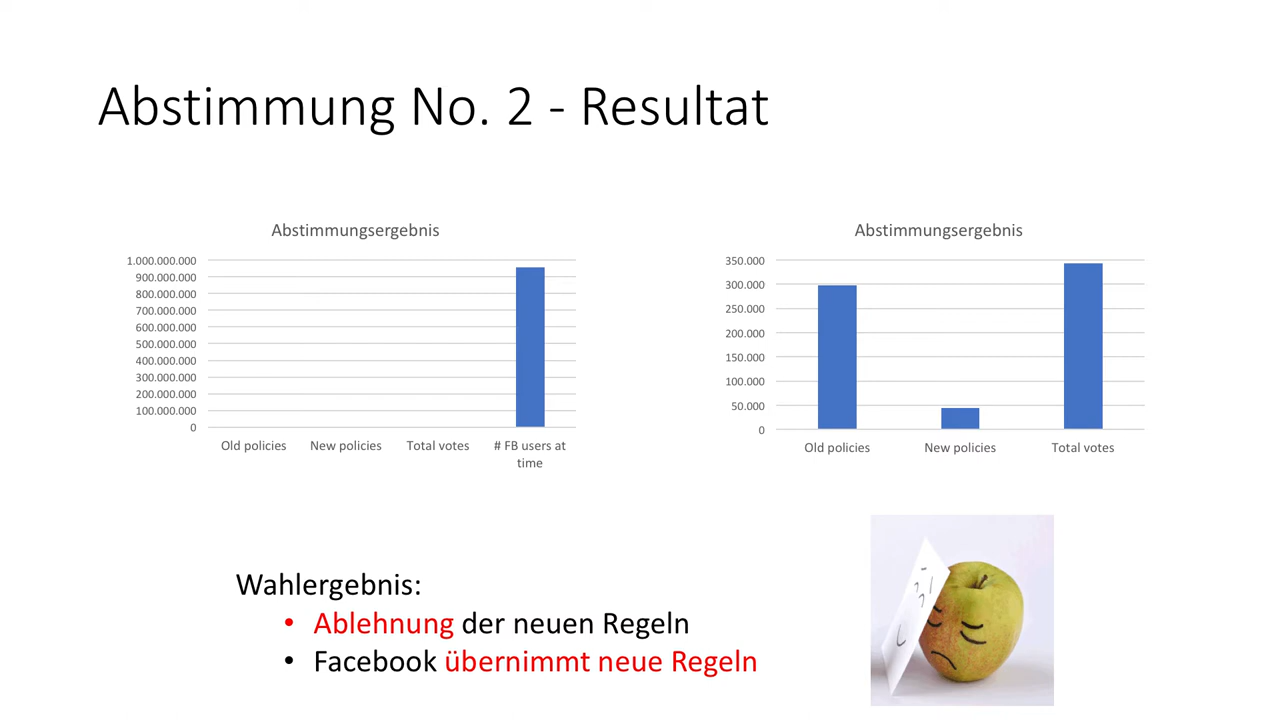 Abstimmung No. 2 - Resultat
Abstimmungsergebnis
1.000.000.000
900.000.000
800.000.000
700.000.000
600.000.000
500.000.000
400.000.000
300.000.000
200.000.000
100.000.000
0
Old policies
New policies
Total votes
# FB users at
time
Abstimmungsergebnis
350.000
300.000
250.000
200.000
150.000
100.000
50.000
0
Old policies
New policies
Total votes
Wahlergebnis:
• Ablehnung der neuen Regeln
• Facebook übernimmt neue Regeln